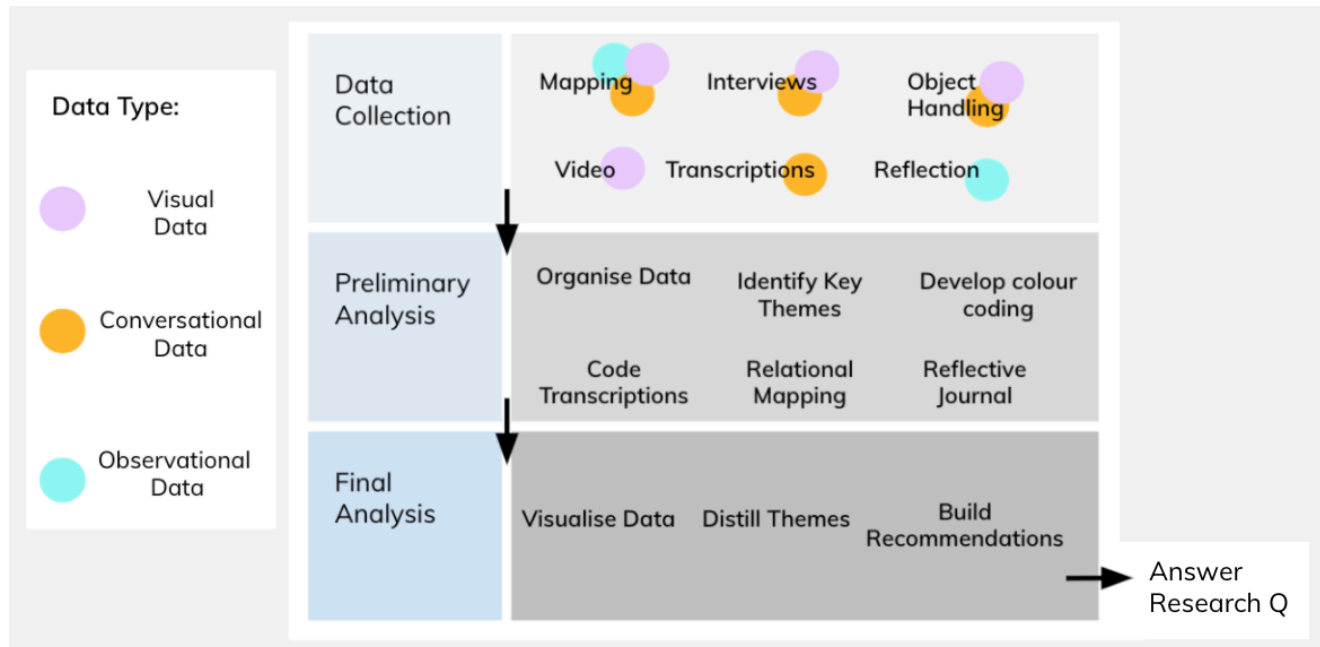 Data Type:
Visual
Data
Conversational
Data
Observational
Data
Data
Collection
Mapping
Interviews
Object
Handling
Video
Transcriptions
Reflection
Preliminary
Analysis
Organise Data
Identify Key
Themes
Develop colour
coding
Code
Transcriptions
Relational
Mapping
Reflective
Journal
Final
Analysis
Visualise Data
Distill Themes
Build
Recommendations
Answer
Research Q